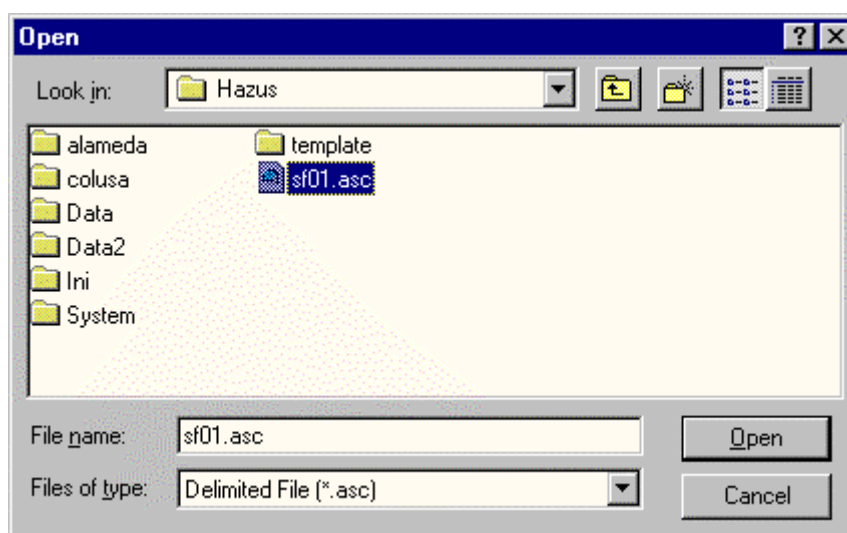 Open
Look in: Hazus
alameda template
colusa sf01.asc
Data
Data2
Ini
System
File name: sf01.asc Open
Files of type: Delimited File (*.asc) Cancel